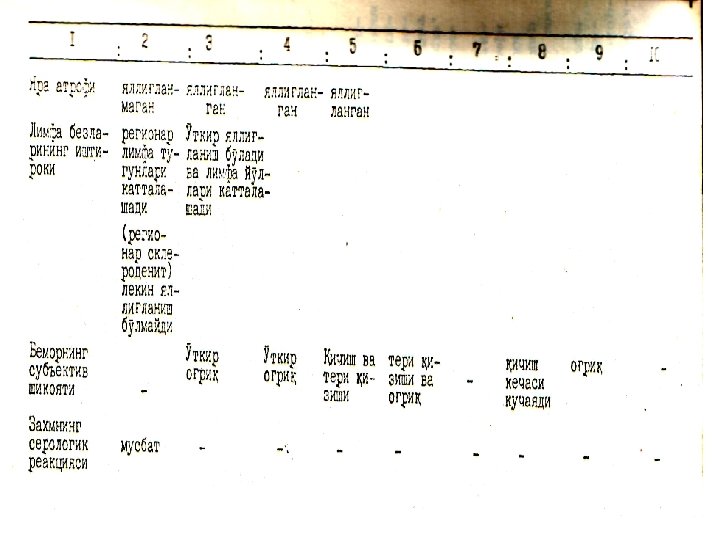 I : 2 : 3 : 4 : 5 : 6 : 7 : 8 : 9 :
Яра атрофи яллиғлан- яллиғлан- яллиғлан- яллиғ-
маган ган ган ланган
Лимфа безла- регионар Ўткир яллиғ-
рининг ишти- лимфа ту- ланиш бўлади
роки гунлари ва лимфа йўл-
каттала- лари каттала-
шади шади
(регио-
нар скле-
роденит)
лекин ял-
лиғланиш
бўлмайди
Беморнинг Ўткир Ўткир Қичиш ва тери қи- қичиш оғриқ -
субъектив оғриқ оғриқ тери қи- зиши ва - кечаси
шикояти - зиши оғриқ кучаяди
Захмнинг
серологик мусбат - - - - - - - -
реакцияси